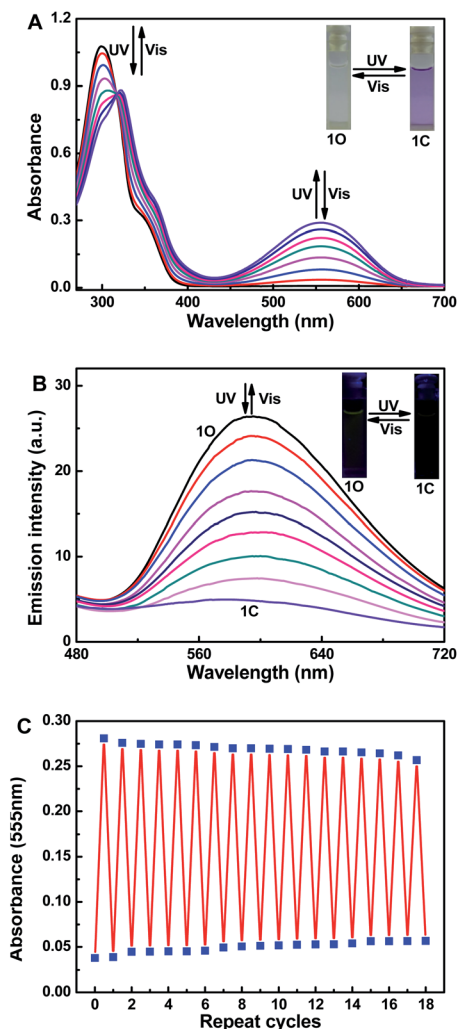 A
UV Vis
UV
Vis
1O 1C
UV Vis
Absorbance
1.2
0.9
0.6
0.3
0.0
300 400 500 600 700
Wavelength (nm)
B
UV Vis
1O
UV
Vis
1O 1C
1C
Emission intensity (a.u.)
30
20
10
0
480 560 640 720
Wavelength (nm)
C
Absorbance (555nm)
0.30
0.25
0.20
0.15
0.10
0.05
0.00
0 2 4 6 8 10 12 14 16 18
Repeat cycles